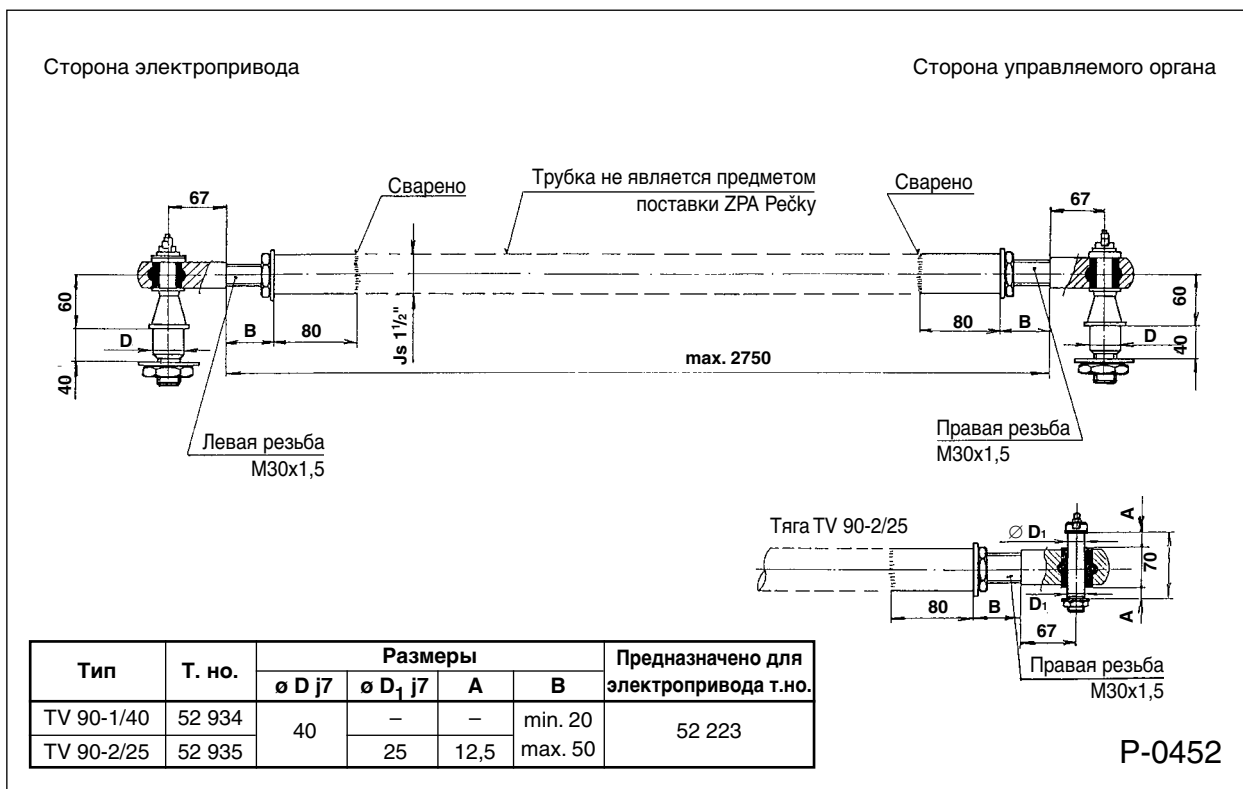 Сторона электропривода
Сторона управляемого органа
Сварено
Трубка не является предметом
поставки ZPA Pečky
Сварено
67
67
60
60
D
B
80
Js 1½"
80
B
D
40
40
max. 2750
Левая резьба
M30x1,5
Правая резьба
M30x1,5
Тяга TV 90-2/25
∅ D1
A
70
80
B
D1
A
67
Правая резьба
M30x1,5
Тип
Т. но.
Размеры
Предназначено для
электропривода т.но.
ø D j7
ø D1 j7
A
B
TV 90-1/40
52 934
40
–
–
min. 20
max. 50
52 223
TV 90-2/25
52 935
25
12,5
P-0452